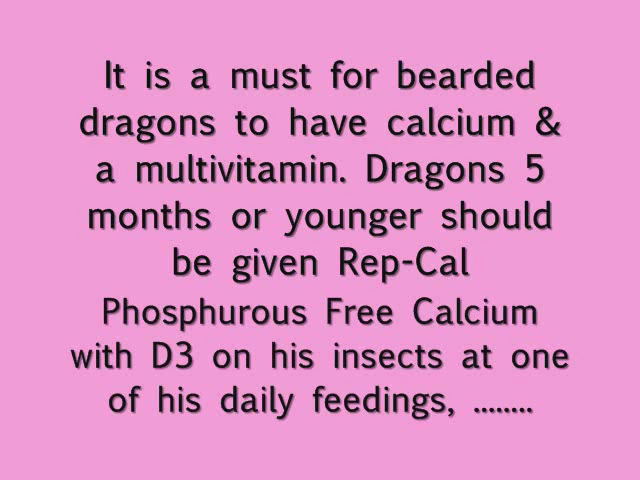 It is a must for bearded
dragons to have calcium &
a multivitamin. Dragons 5
months or younger should
be given Rep-Cal
Phosphurous Free Calcium
with D3 on his insects at one
of his daily feedings, ........